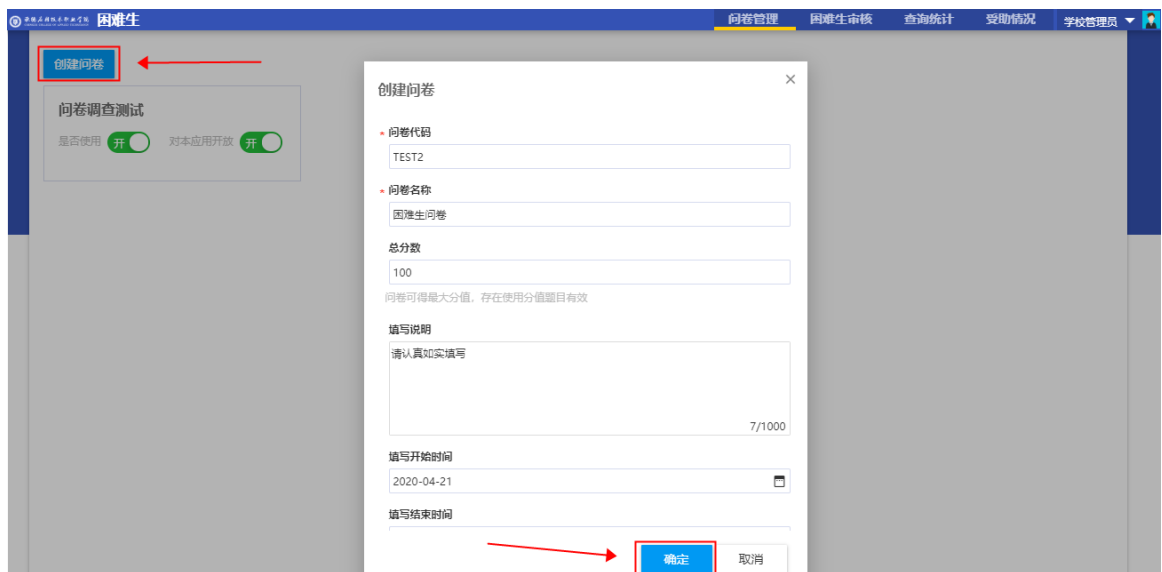 困难生
问卷管理 困难生审核 查询统计 受助情况 学校管理员
创建问卷
问卷调查测试
是否使用 开 对本应用开放 开
创建问卷
* 问卷代码
TEST2
* 问卷名称
困难生问卷
总分数
100
问卷可得最大分值，存在使用分值题目有效
填写说明
请认真如实填写
7/1000
填写开始时间
2020-04-21
填写结束时间
确定 取消